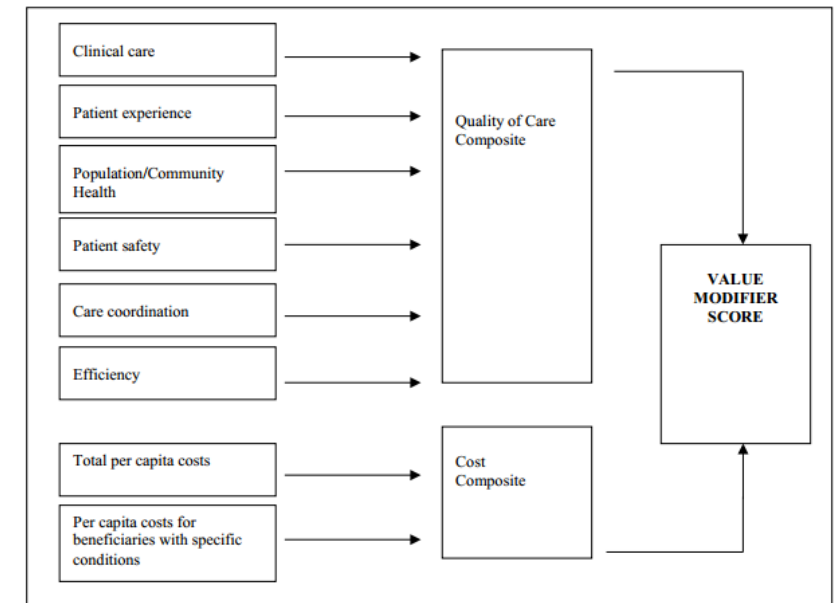 Clinical care
Patient experience
Population/Community
Health
Patient safety
Care coordination
Efficiency
Total per capita costs
Per capita costs for
beneficiaries with specific
conditions
Quality of Care
Composite
Cost
Composite
VALUE
MODIFIER
SCORE